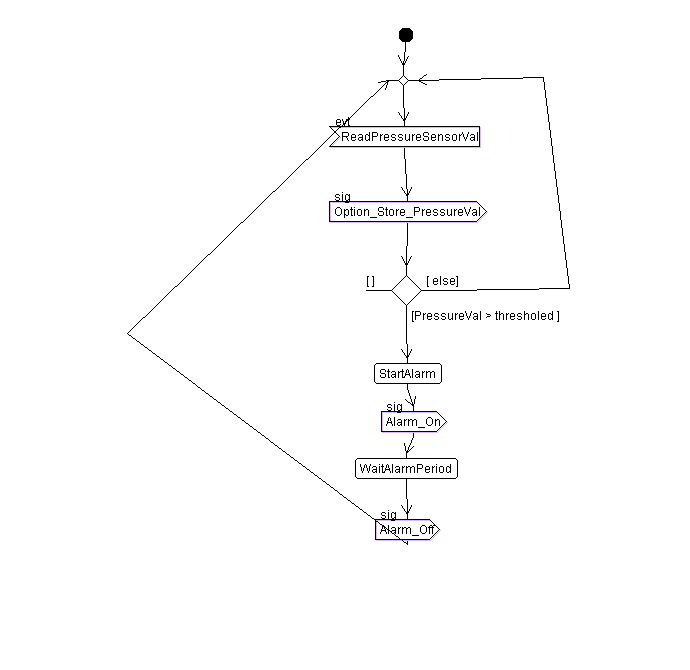 evt
ReadPressureSensorVal
sig
Option_Store_PressureVal
[ ]
[ else]
[PressureVal > thresholed ]
StartAlarm
sig
Alarm_On
WaitAlarmPeriod
sig
Alarm_Off